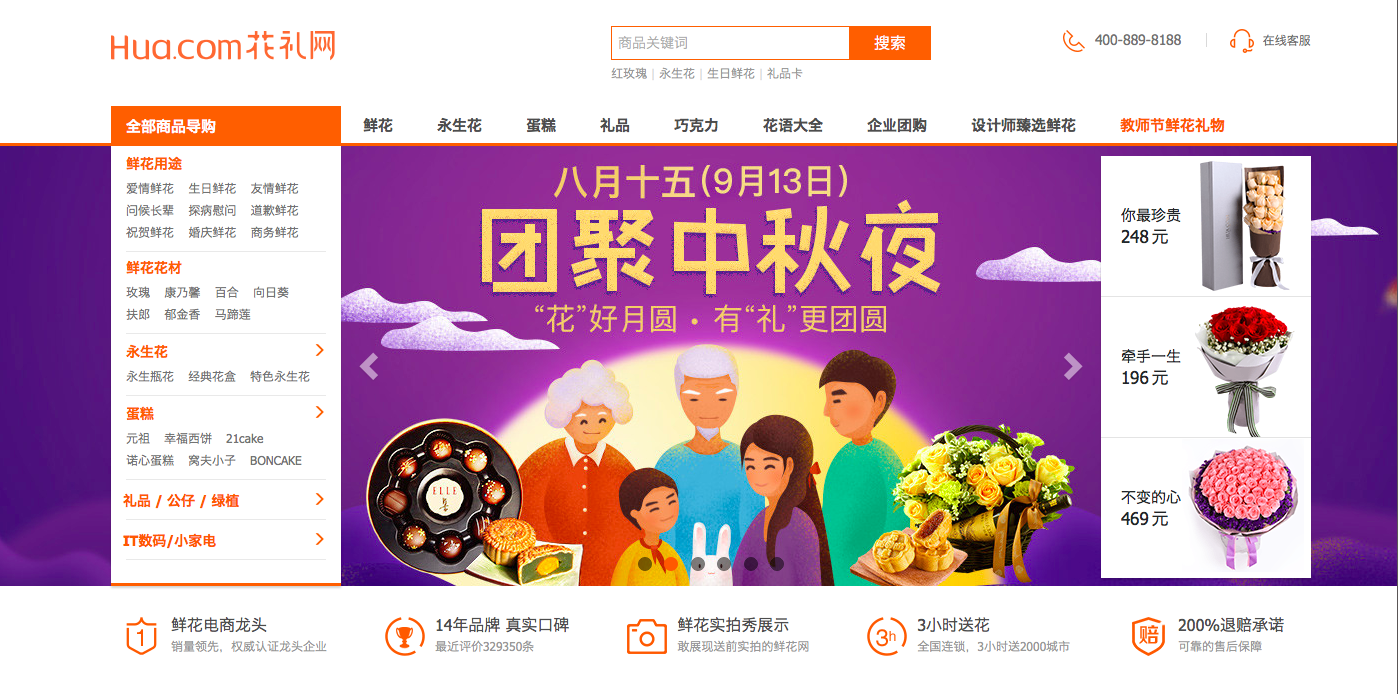 Hua.com花礼网
商品关键词
搜索
红玫瑰 | 永生花 | 生日鲜花 | 礼品卡
400-889-8188
在线客服
全部商品导购
鲜花 永生花 蛋糕 礼品 巧克力 花语大全 企业团购 设计师臻选鲜花 教师节鲜花礼物
鲜花用途
爱情鲜花 生日鲜花 友情鲜花
问候长辈 探病慰问 道歉鲜花
祝贺鲜花 婚庆鲜花 商务鲜花
鲜花花材
玫瑰 康乃馨 百合 向日葵
扶郎 郁金香 马蹄莲
永生花
永生瓶花 经典花盒 特色永生花
蛋糕
元祖 幸福西饼 21cake
诺心蛋糕 窝夫小子 BONCAKE
礼品 / 公仔 / 绿植
IT数码/小家电
八月十五(9月13日)
团聚中秋夜
“花”好月圆 · 有“礼”更团圆
ELLE
你最珍贵
248 元
牵手一生
196 元
不变的心
469 元
1
鲜花电商龙头
销量领先，权威认证龙头企业
14年品牌 真实口碑
最近评价329350条
鲜花实拍秀展示
敢展现送前实拍的鲜花网
3h
3小时送花
全国连锁，3小时送2000城市
赔
200%退赔承诺
可靠的售后保障